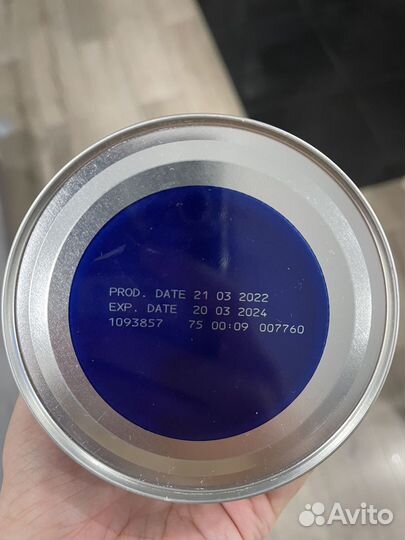 PROD. DATE 21 03 2022
EXP. DATE 20 03 2024
1093857 75 00:09 007760
Avito